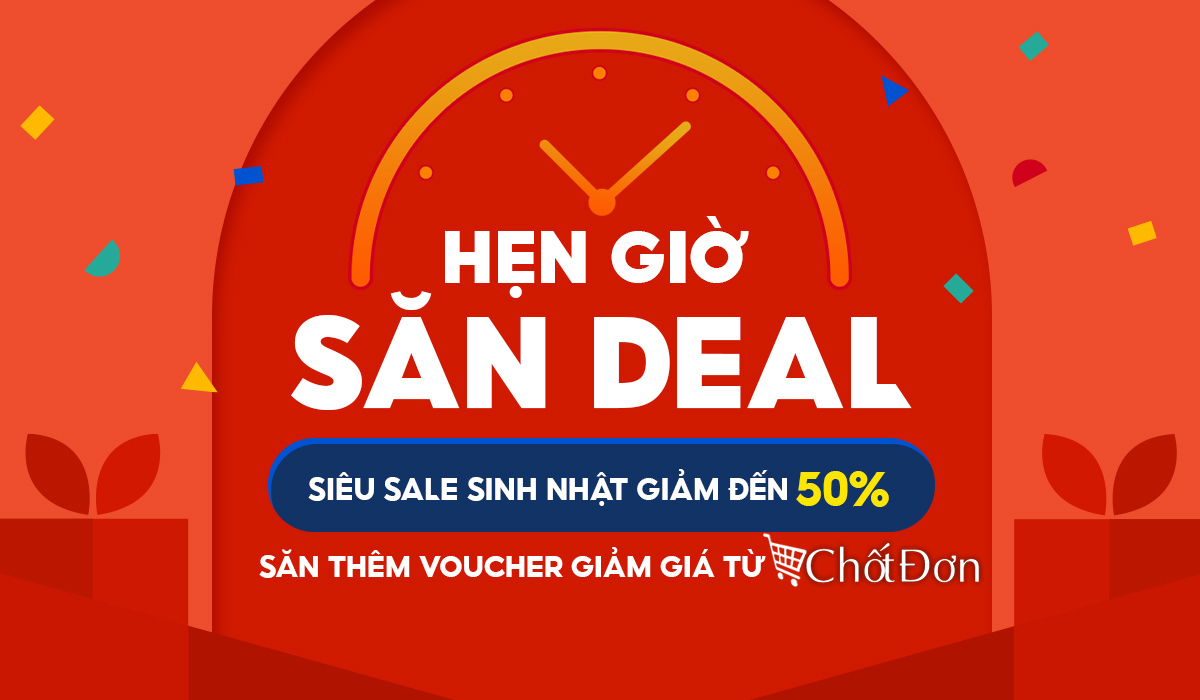 HẸN GIỜ
SĂN DEAL
SIÊU SALE SINH NHẬT GIẢM ĐẾN 50%
SĂN THÊM VOUCHER GIẢM GIÁ TỪ ChốtĐơn